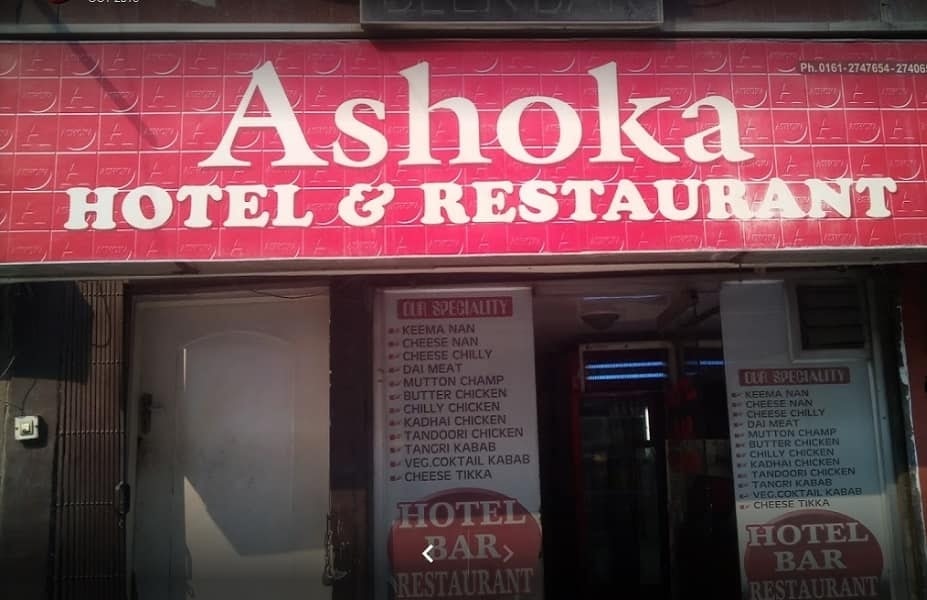 BEER BAR
Ashoka
Ph.0161-2747654-27406
HOTEL & RESTAURANT
OUR SPECIALITY
KEEMA NAN
CHEESE NAN
CHEESE CHILLY
DAI MEAT
MUTTON CHAMP
BUTTER CHICKEN
CHILLY CHICKEN
KADHAI CHICKEN
TANDOORI CHICKEN
TANGRI KABAB
VEG.COKTAIL KABAB
CHEESE TIKKA
HOTEL
BAR
RESTAURANT
OUR SPECIALITY
KEEMA NAN
CHEESE NAN
CHEESE CHILLY
DAI MEAT
MUTTON CHAMP
BUTTER CHICKEN
CHILLY CHICKEN
KADHAI CHICKEN
TANDOORI CHICKEN
TANGRI KABAB
VEG.COKTAIL KABAB
CHEESE TIKKA
HOTEL
BAR
RESTAURANT